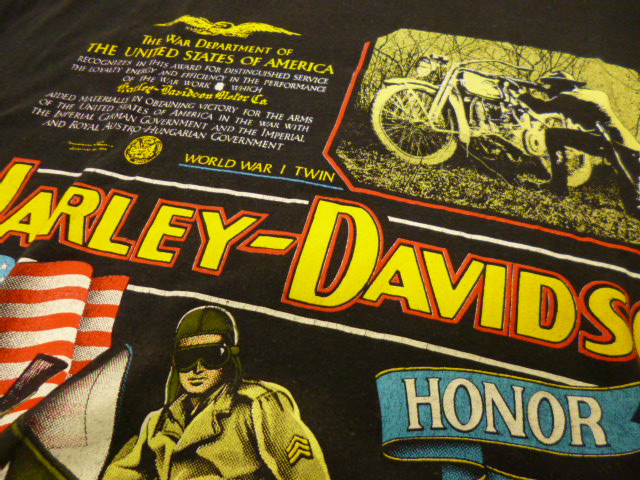 THE WAR DEPARTMENT OF
THE UNITED STATES OF AMERICA
RECOGNIZES IN THIS AWARD FOR DISTINGUISHED SERVICE
THE LOYALTY ENERGY AND EFFICIENCY IN THE PERFORMANCE
OF THE WAR WORK BY WHICH
Harley-Davidson Motor Co.
AIDED MATERIALLY IN OBTAINING VICTORY FOR THE ARMS
OF THE UNITED STATES OF AMERICA IN THE WAR WITH
THE IMPERIAL GERMAN GOVERNMENT AND THE IMPERIAL
AND ROYAL AUSTRO-HUNGARIAN GOVERNMENT
WORLD WAR I TWIN
HARLEY-DAVIDSO
HONOR